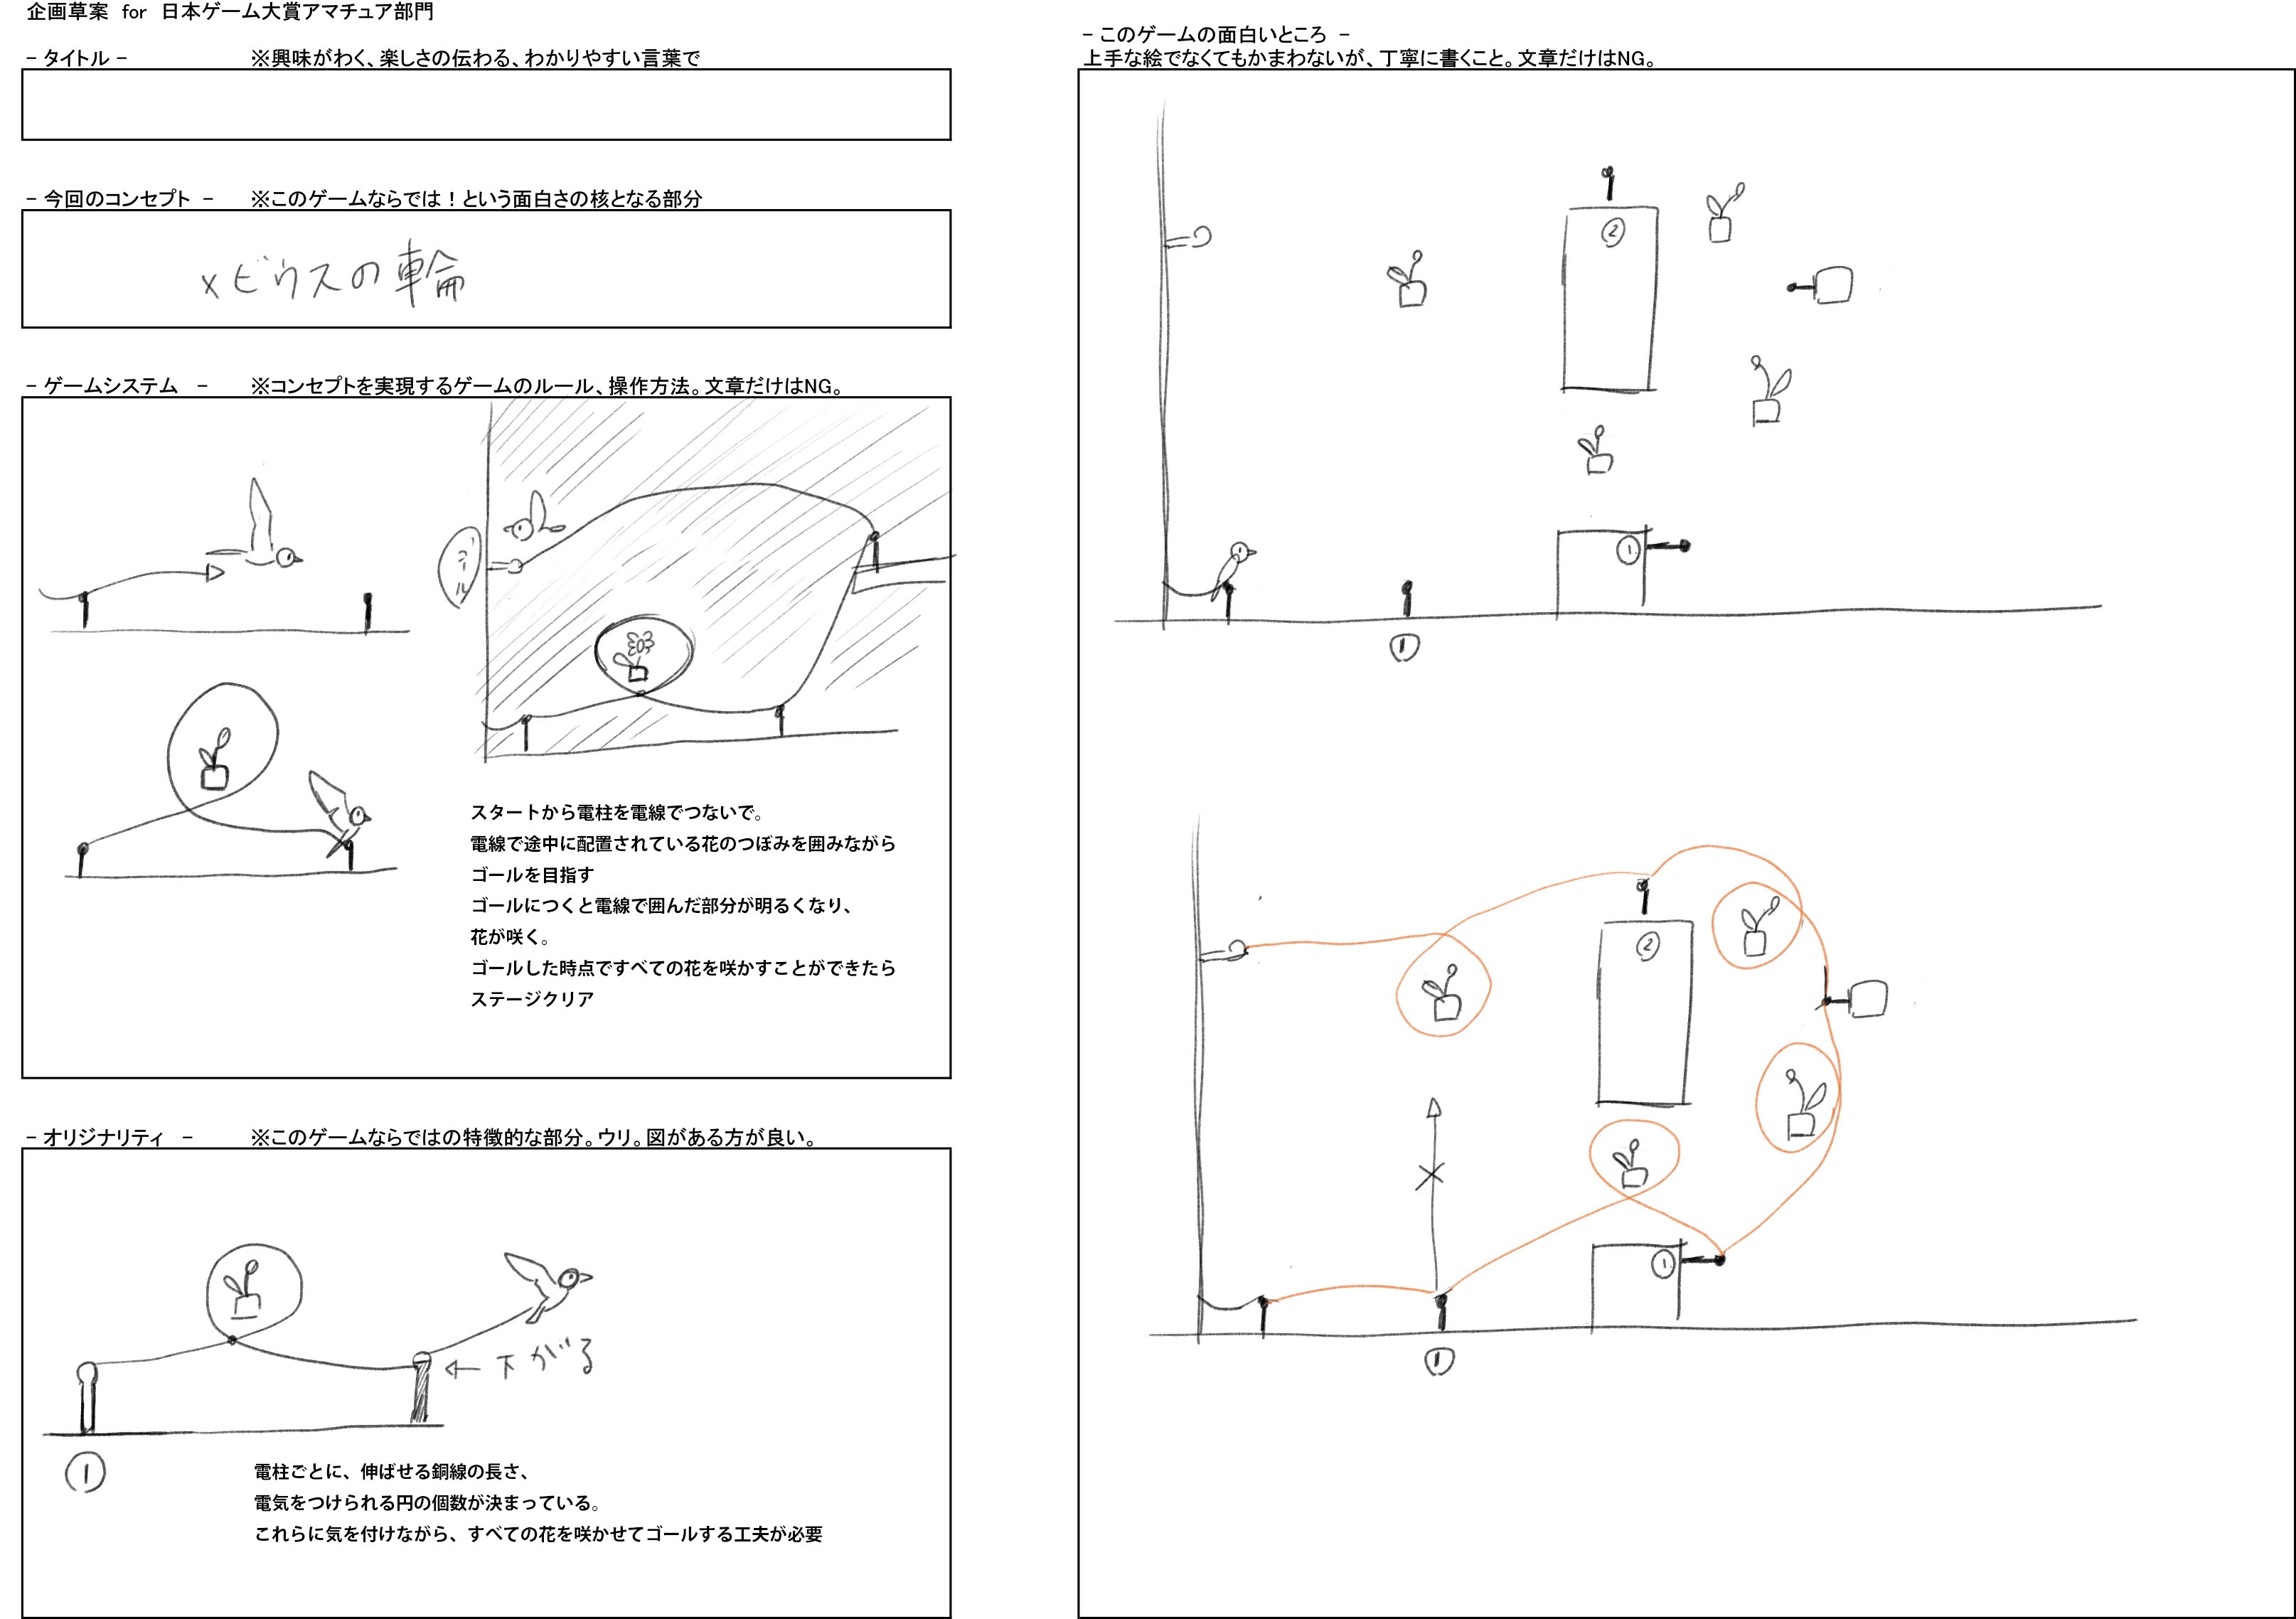 企画草案 for 日本ゲーム大賞アマチュア部門
- タイトル - ※興味がわく、楽しさの伝わる、わかりやすい言葉で
- 今回のコンセプト - ※このゲームならでは！という面白さの核となる部分
メビウスの輪
- ゲームシステム - ※コンセプトを実現するゲームのルール、操作方法。文章だけはNG。
ゴール
スタートから電柱を電線でつないで。
電線で途中に配置されている花のつぼみを囲みながら
ゴールを目指す
ゴールにつくと電線で囲んだ部分が明るくなり、
花が咲く。
ゴールした時点ですべての花を咲かすことができたら
ステージクリア
- オリジナリティ - ※このゲームならではの特徴的な部分。ウリ。図がある方が良い。
←下がる
①
電柱ごとに、伸ばせる銅線の長さ、
電気をつけられる円の個数が決まっている。
これらに気を付けながら、すべての花を咲かせてゴールする工夫が必要
- このゲームの面白いところ -
上手な絵でなくてもかまわないが、丁寧に書くこと。文章だけはNG。
②
①
①
②
①
①